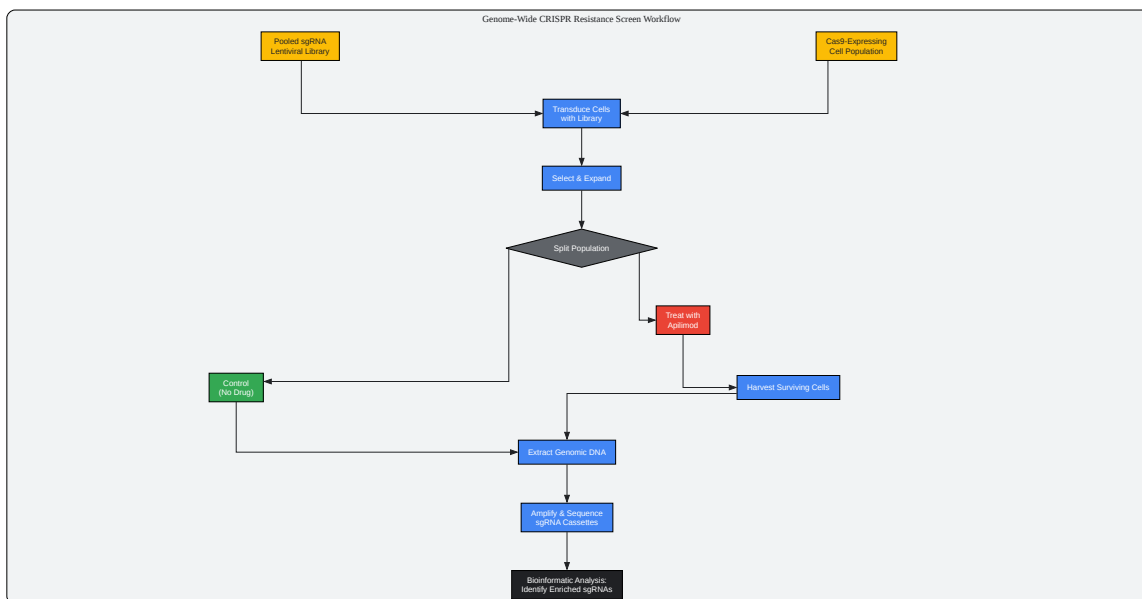 Genome-Wide CRISPR Resistance Screen Workflow
Pooled sgRNA
Lentiviral Library
Cas9-Expressing
Cell Population
Transduce Cells
with Library
Select & Expand
Split Population
Treat with
Apilimod
Control
(No Drug)
Harvest Surviving Cells
Extract Genomic DNA
Amplify & Sequence
sgRNA Cassettes
Bioinformatic Analysis:
Identify Enriched sgRNAs